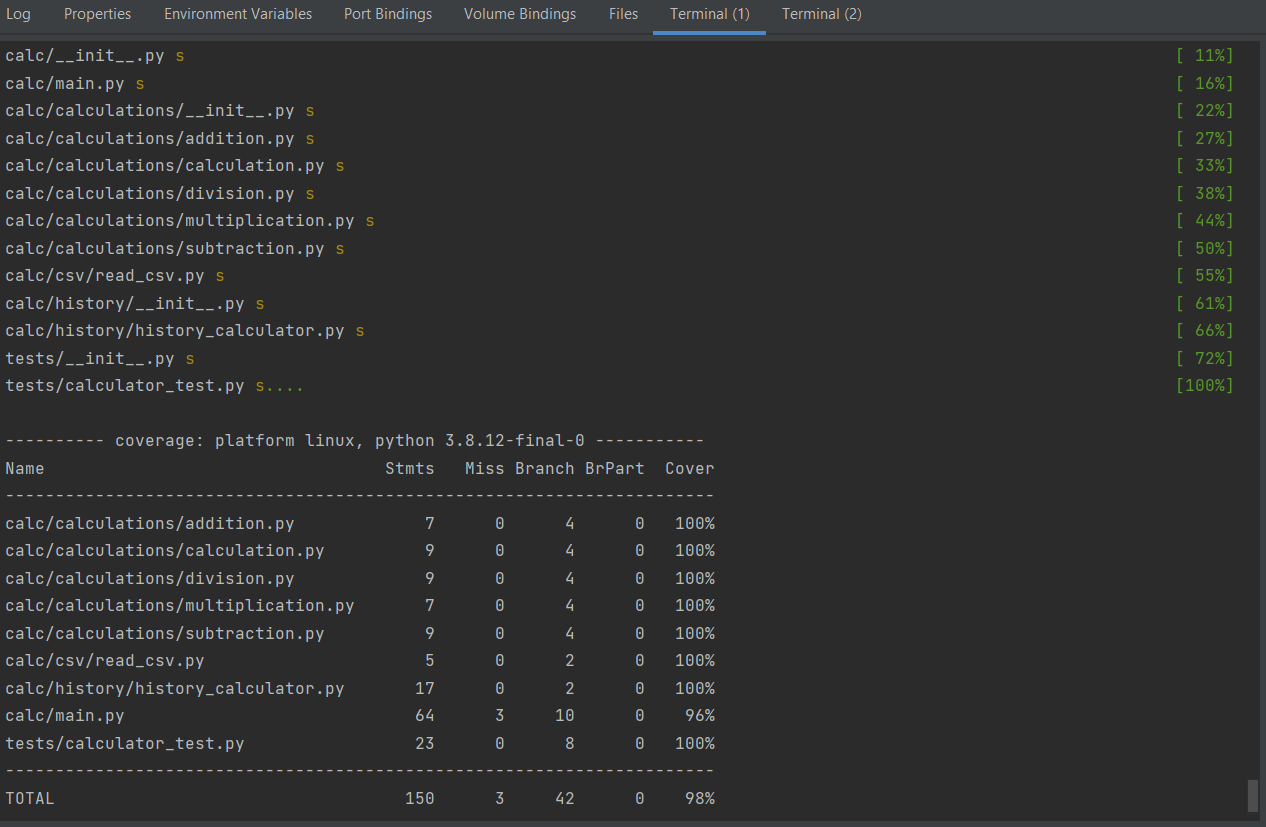 Log Properties Environment Variables Port Bindings Volume Bindings Files Terminal (1) Terminal (2)
calc/__init__.py s [ 11%]
calc/main.py s [ 16%]
calc/calculations/__init__.py s [ 22%]
calc/calculations/addition.py s [ 27%]
calc/calculations/calculation.py s [ 33%]
calc/calculations/division.py s [ 38%]
calc/calculations/multiplication.py s [ 44%]
calc/calculations/subtraction.py s [ 50%]
calc/csv/read_csv.py s [ 55%]
calc/history/__init__.py s [ 61%]
calc/history/history_calculator.py s [ 66%]
tests/__init__.py s [ 72%]
tests/calculator_test.py s.... [100%]
---------- coverage: platform linux, python 3.8.12-final-0 -----------
Name Stmts Miss Branch BrPart Cover
-----------------------------------------------------------------------
calc/calculations/addition.py 7 0 4 0 100%
calc/calculations/calculation.py 9 0 4 0 100%
calc/calculations/division.py 9 0 4 0 100%
calc/calculations/multiplication.py 7 0 4 0 100%
calc/calculations/subtraction.py 9 0 4 0 100%
calc/csv/read_csv.py 5 0 2 0 100%
calc/history/history_calculator.py 17 0 2 0 100%
calc/main.py 64 3 10 0 96%
tests/calculator_test.py 23 0 8 0 100%
-----------------------------------------------------------------------
TOTAL 150 3 42 0 98%